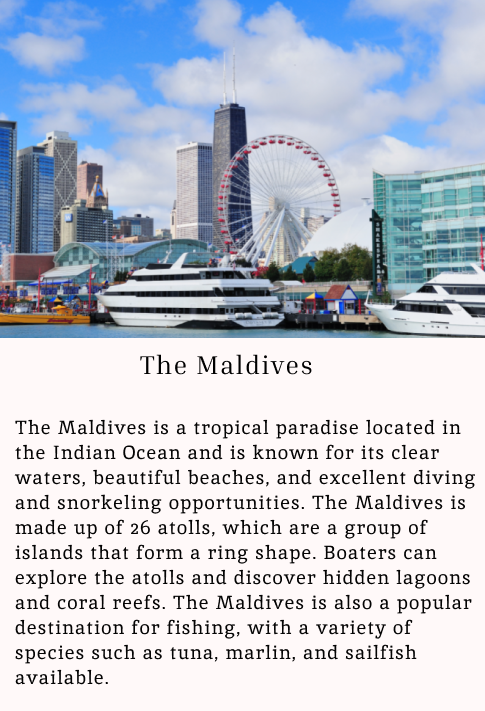 The Maldives
The Maldives is a tropical paradise located in
the Indian Ocean and is known for its clear
waters, beautiful beaches, and excellent diving
and snorkeling opportunities. The Maldives is
made up of 26 atolls, which are a group of
islands that form a ring shape. Boaters can
explore the atolls and discover hidden lagoons
and coral reefs. The Maldives is also a popular
destination for fishing, with a variety of
species such as tuna, marlin, and sailfish
available.